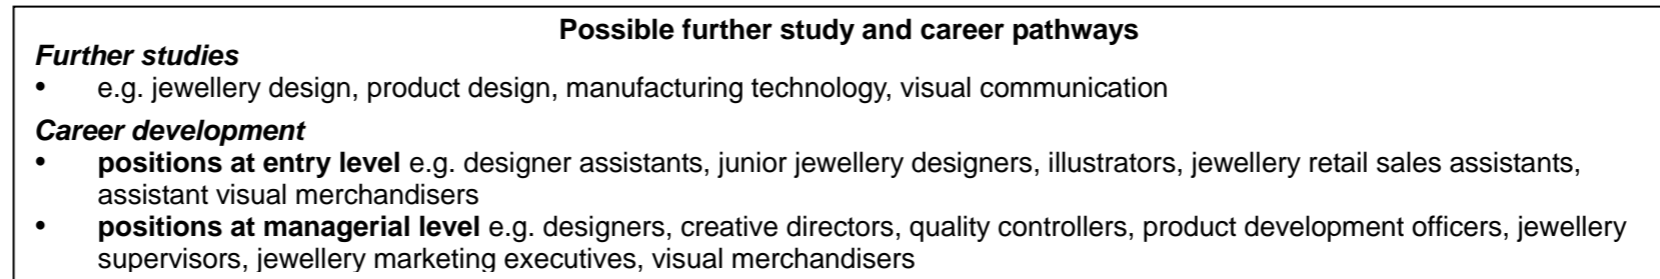 Possible further study and career pathways
Further studies
• e.g. jewellery design, product design, manufacturing technology, visual communication
Career development
• positions at entry level e.g. designer assistants, junior jewellery designers, illustrators, jewellery retail sales assistants,
assistant visual merchandisers
• positions at managerial level e.g. designers, creative directors, quality controllers, product development officers, jewellery
supervisors, jewellery marketing executives, visual merchandisers